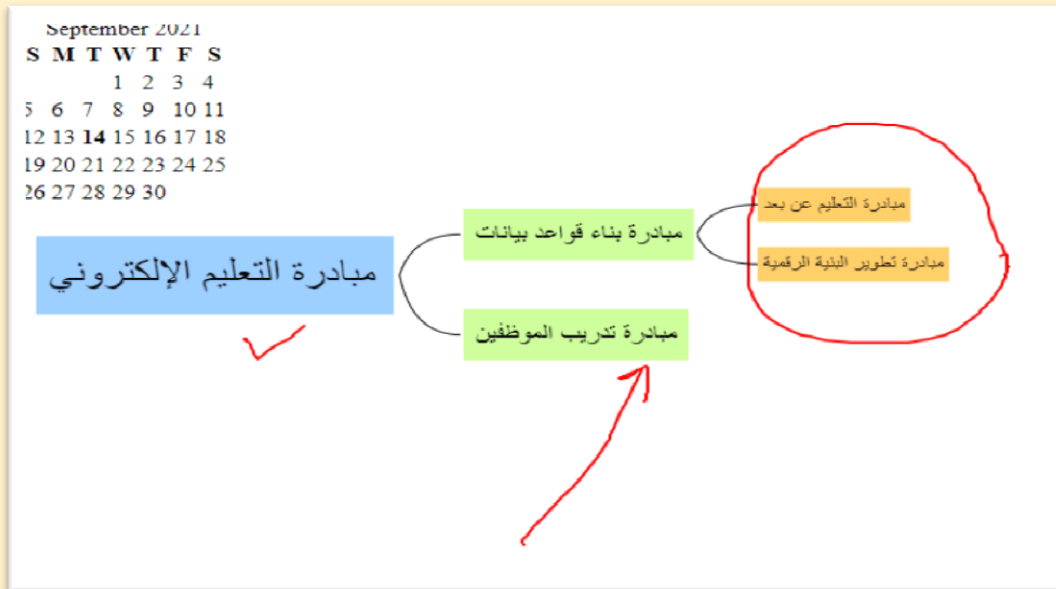 September 2021
S M T W T F S
1 2 3 4
5 6 7 8 9 10 11
12 13 14 15 16 17 18
19 20 21 22 23 24 25
26 27 28 29 30
مبادرة التعليم الإلكتروني
مبادرة بناء قواعد بيانات
مبادرة تدريب الموظفين
مبادرة التعليم عن بعد
مبادرة تطوير البنية الرقمية